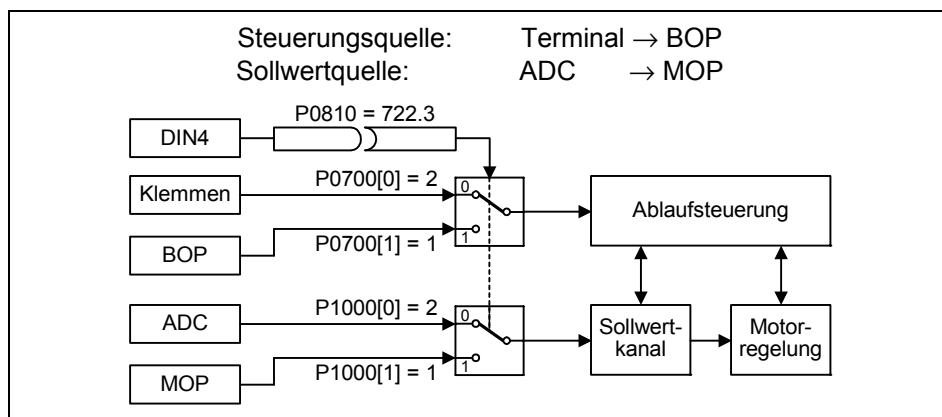 Steuerungsquelle: Terminal → BOP
Sollwertquelle: ADC → MOP
P0810 = 722.3
DIN4
Klemmen
P0700[0] = 2
0
1
BOP
P0700[1] = 1
Ablaufsteuerung
ADC
P1000[0] = 2
0
1
MOP
P1000[1] = 1
Sollwert-
kanal
Motor-
regelung